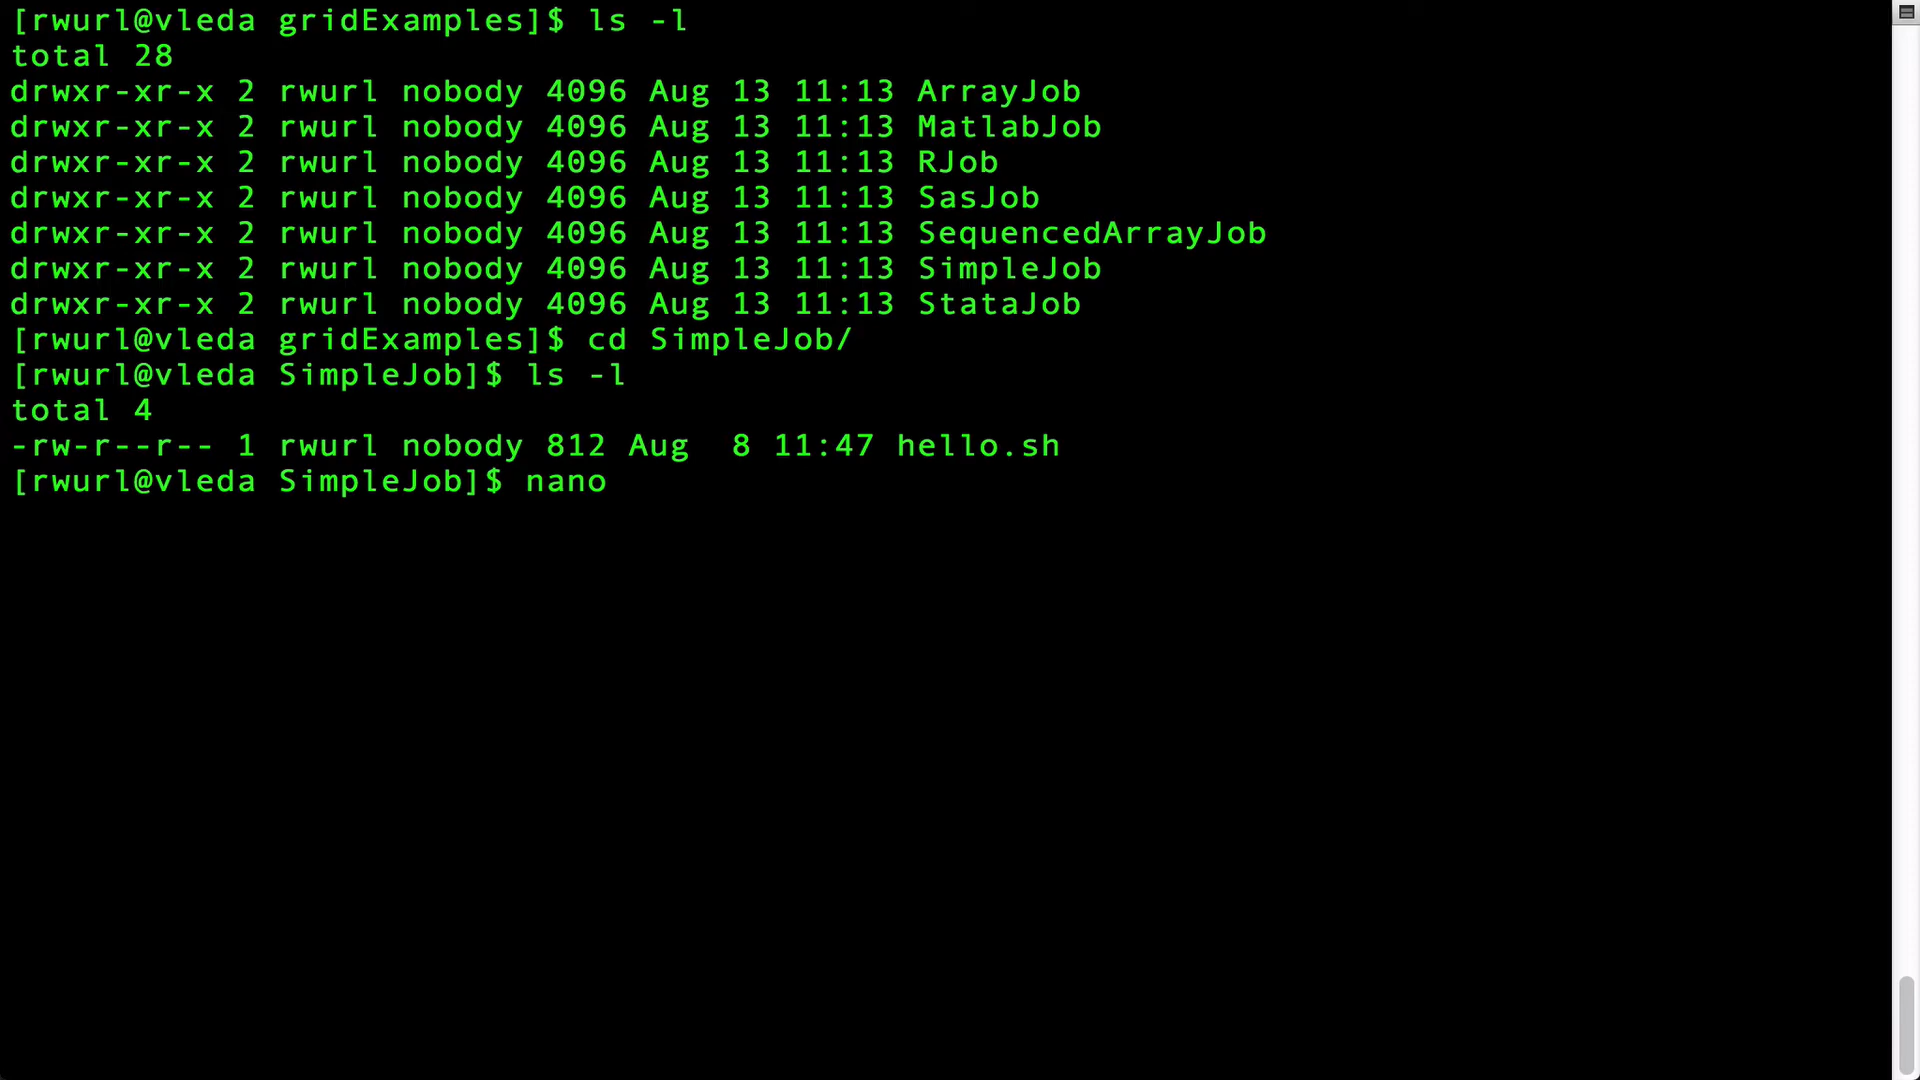 [rwurl@vleda gridExamples]$ ls -l
total 28
drwxr-xr-x 2 rwurl nobody 4096 Aug 13 11:13 ArrayJob
drwxr-xr-x 2 rwurl nobody 4096 Aug 13 11:13 MatlabJob
drwxr-xr-x 2 rwurl nobody 4096 Aug 13 11:13 RJob
drwxr-xr-x 2 rwurl nobody 4096 Aug 13 11:13 SasJob
drwxr-xr-x 2 rwurl nobody 4096 Aug 13 11:13 SequencedArrayJob
drwxr-xr-x 2 rwurl nobody 4096 Aug 13 11:13 SimpleJob
drwxr-xr-x 2 rwurl nobody 4096 Aug 13 11:13 StataJob
[rwurl@vleda gridExamples]$ cd SimpleJob/
[rwurl@vleda SimpleJob]$ ls -l
total 4
-rw-r--r-- 1 rwurl nobody 812 Aug  8 11:47 hello.sh
[rwurl@vleda SimpleJob]$ nano